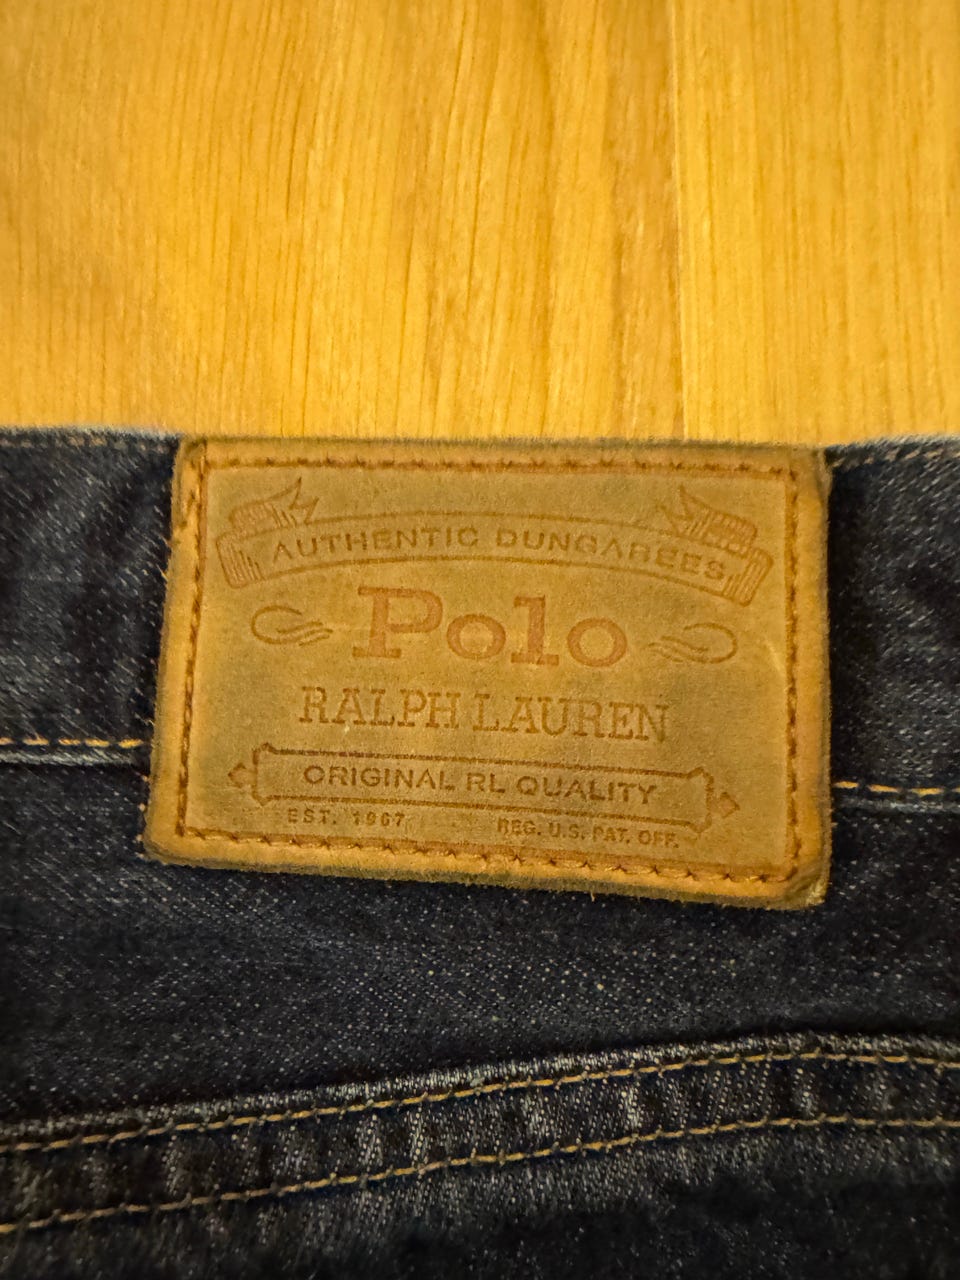 AUTHENTIC DUNGAREES
Polo
RALPH LAUREN
ORIGINAL RL QUALITY
EST. 1967
REG. U.S. PAT. OFF.